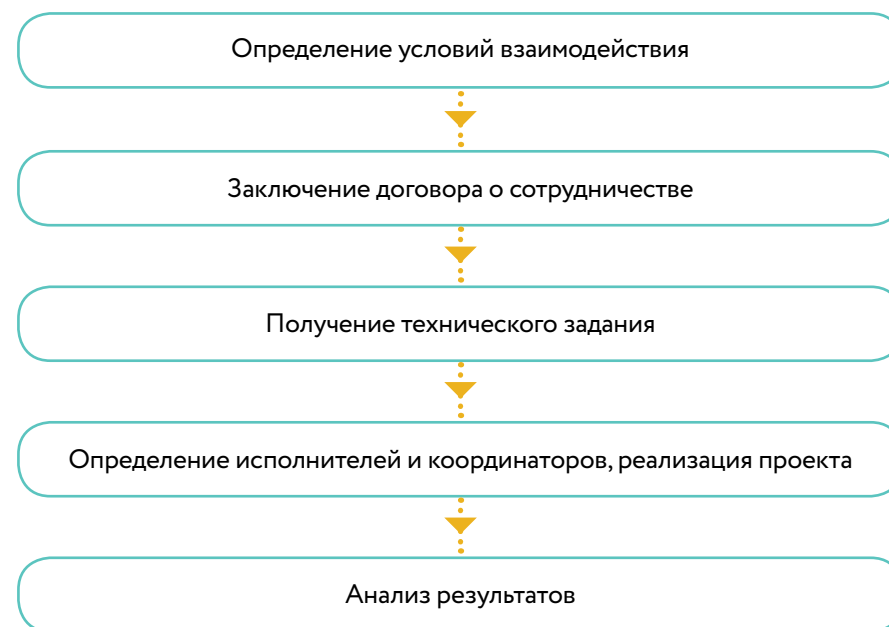 Определение условий взаимодействия
Заключение договора о сотрудничестве
Получение технического задания
Определение исполнителей и координаторов, реализация проекта
Анализ результатов